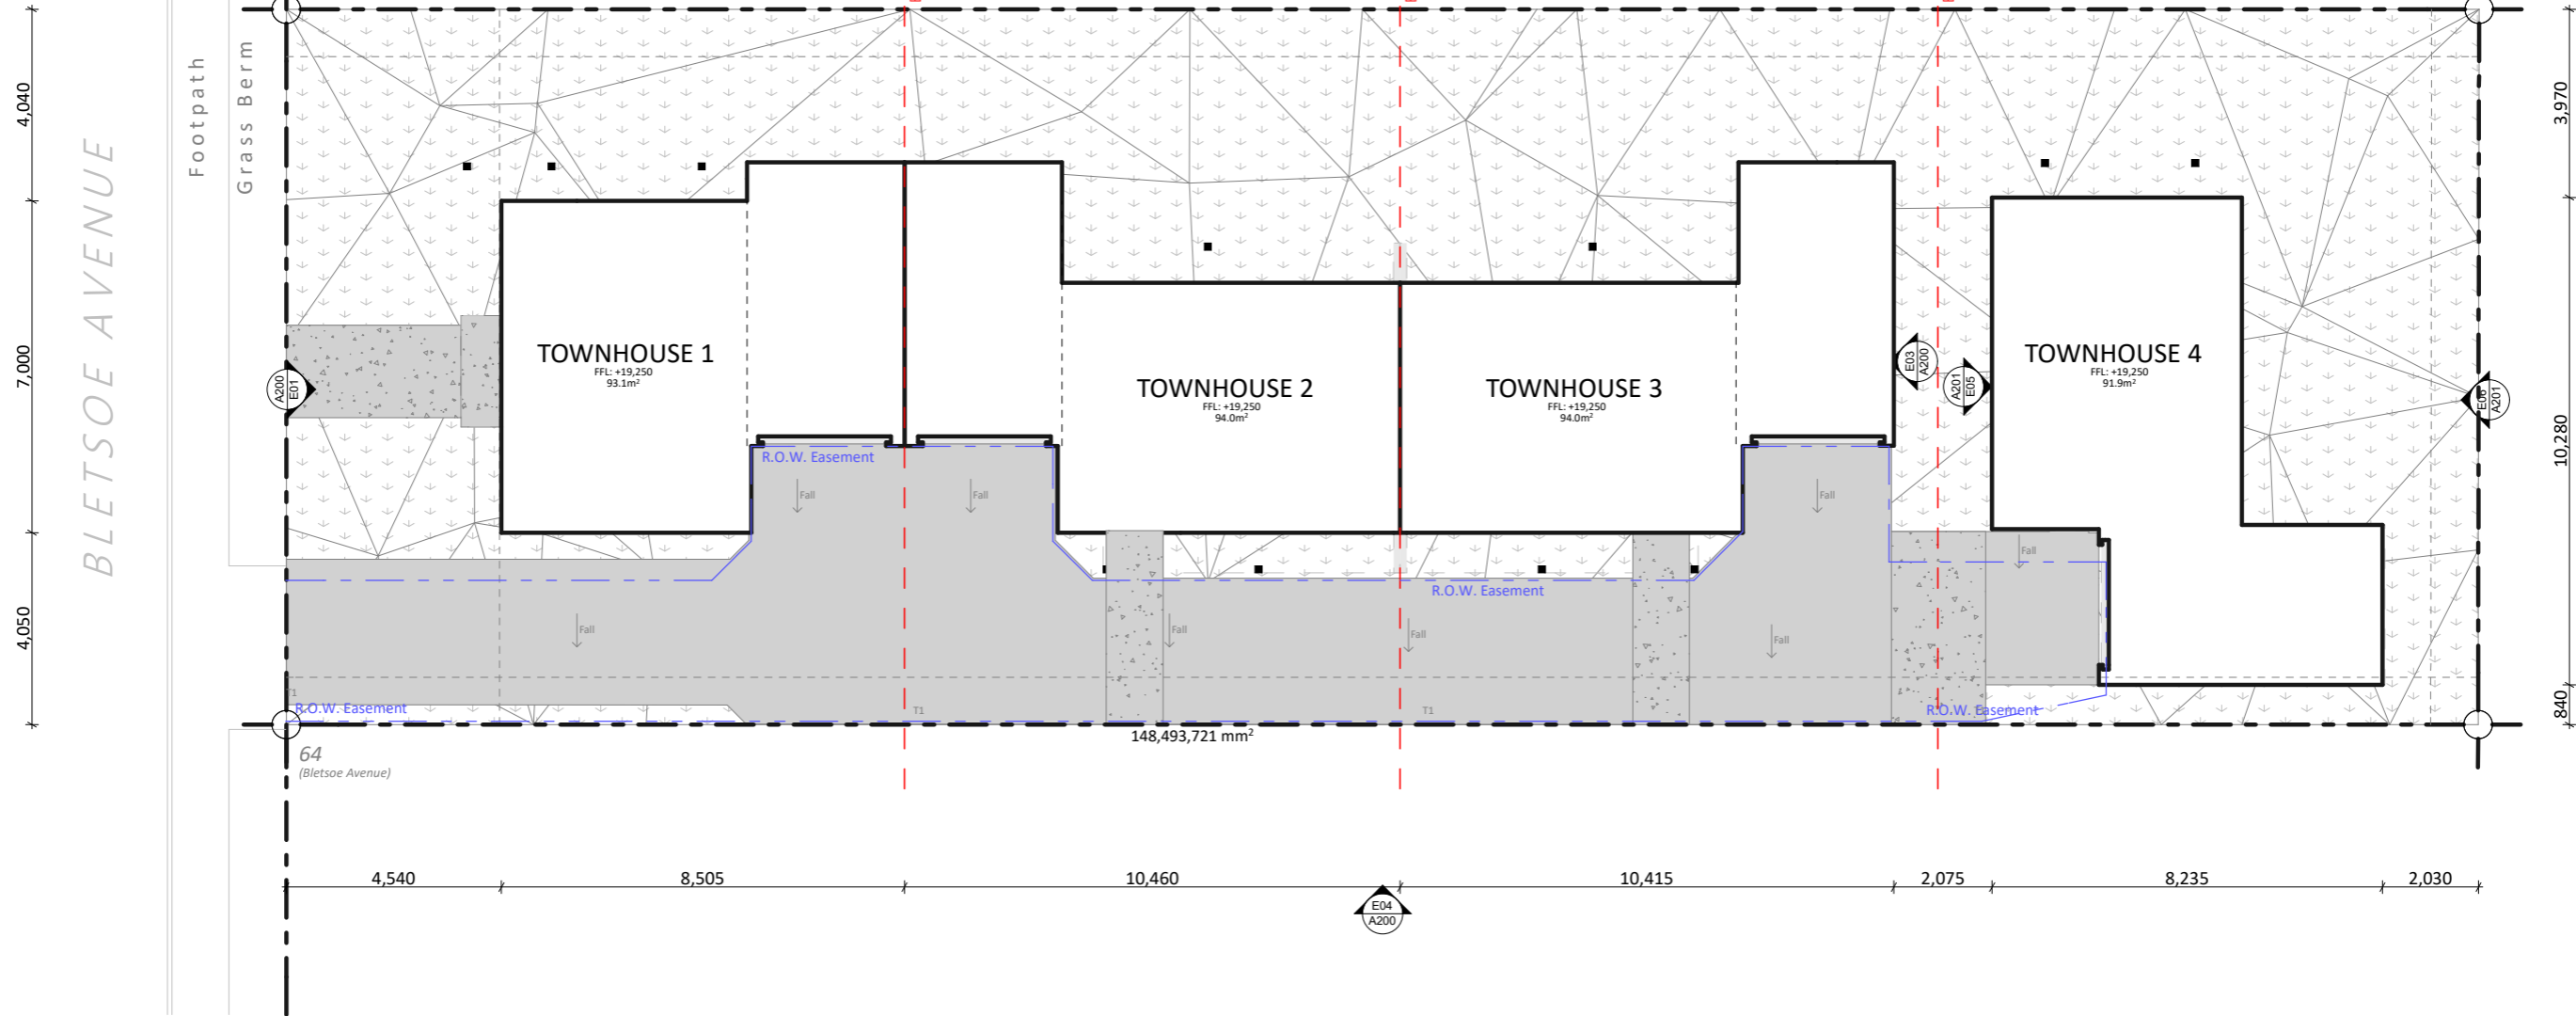 4,040
7,000
4,050
BLETSOE AVENUE
Footpath
Grass Berm
A200
E01
TOWNHOUSE 1
FFL: +19,250
93.1m²
TOWNHOUSE 2
FFL: +19,250
94.0m²
TOWNHOUSE 3
FFL: +19,250
94.0m²
TOWNHOUSE 4
FFL: +19,250
91.9m²
E03
A200
A201
E05
E06
A201
3,970
10,280
840
R.O.W. Easement
Fall
Fall
Fall
Fall
R.O.W. Easement
Fall
Fall
Fall
Fall
T1
R.O.W. Easement
T1
T1
R.O.W. Easement
148,493,721 mm²
64
(Bletsoe Avenue)
4,540
8,505
10,460
10,415
2,075
8,235
2,030
E04
A200